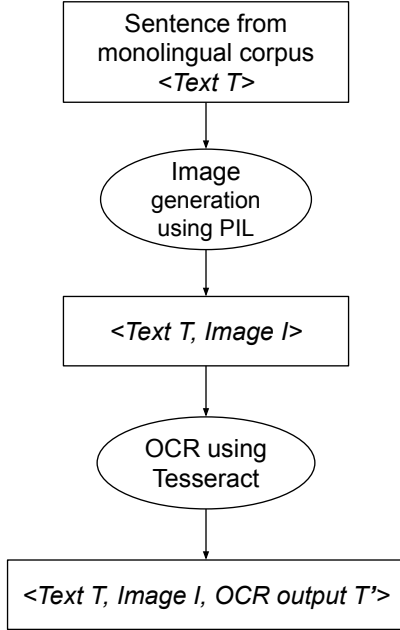 Sentence from
monolingual corpus
<Text T>
Image
generation
using PIL
<Text T, Image I>
OCR using
Tesseract
<Text T, Image I, OCR output T'>